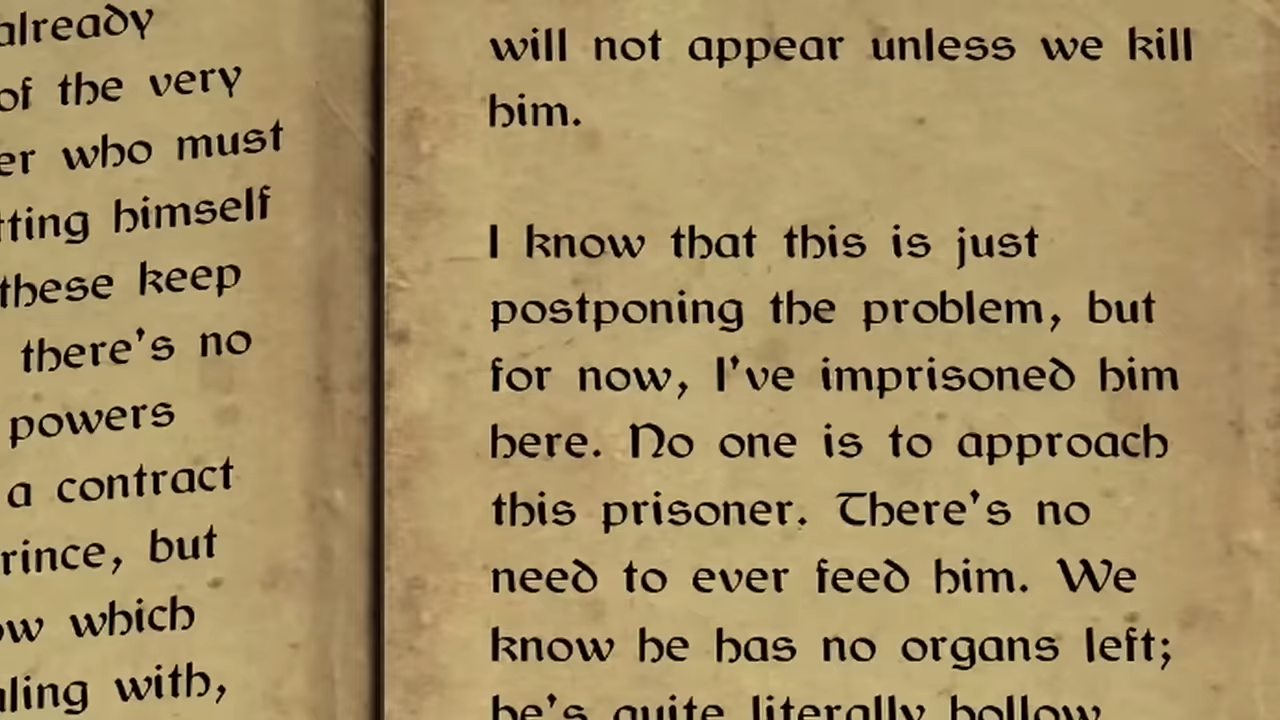 already
of the very
who must
himself
these keep
there's no
powers
a contract
but
which
with,
will not appear unless we kill
him.
I know that this is just
postponing the problem, but
for now, I've imprisoned him
here. No one is to approach
this prisoner. There's no
need to ever feed him. We
know he has no organs left;
he's quite literally hollow